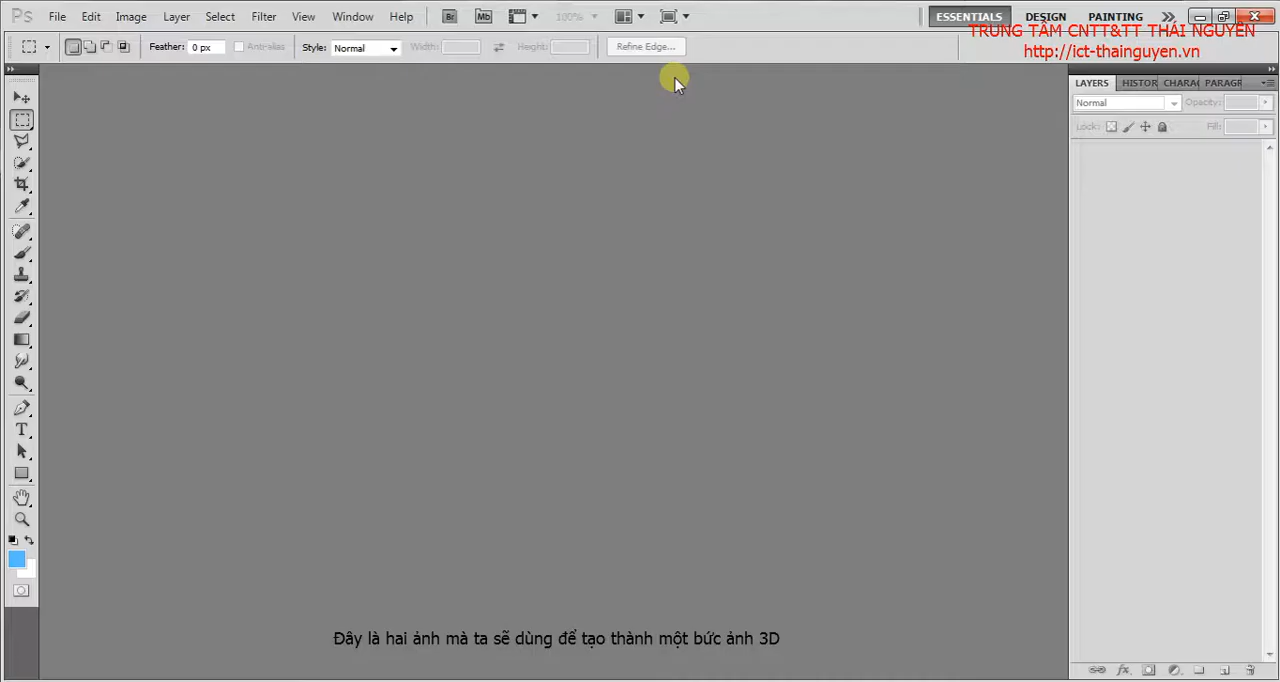 Ps File Edit Image Layer Select Filter View Window Help Br Mb 100% ESSENTIALS DESIGN PAINTING
TRUNG TÂM CNTT&TT THÁI NGUYÊN
http://ict-thainguyen.vn
Feather: 0 px Anti-alias Style: Normal Width: Height: Refine Edge...
LAYERS HISTOR CHARAC PARAGR
Normal Opacity:
Lock: Fill:
T
fx
Đây là hai ảnh mà ta sẽ dùng để tạo thành một bức ảnh 3D